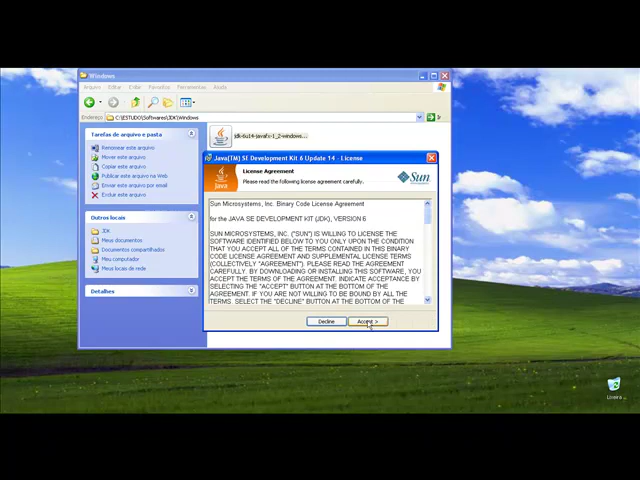 Windows
Arquivo Editar Exibir Favoritos Ferramentas Ajuda
Endereço C:\ESTUDO\Softwares\JDK\Windows
Tarefas de arquivo e pasta
Renomear este arquivo
Mover este arquivo
Copiar este arquivo
Publicar este arquivo na Web
Enviar este arquivo por email
Excluir este arquivo
Outros locais
JDK
Meus documentos
Documentos compartilhados
Meu computador
Meus locais de rede
Detalhes
jdk-6u14-javafx-1_2-windows...
Java(TM) SE Development Kit 6 Update 14 - License
Java
License Agreement
Please read the following license agreement carefully.
Sun
Sun Microsystems, Inc. Binary Code License Agreement
for the JAVA SE DEVELOPMENT KIT (JDK), VERSION 6
SUN MICROSYSTEMS, INC. ("SUN") IS WILLING TO LICENSE THE
SOFTWARE IDENTIFIED BELOW TO YOU ONLY UPON THE CONDITION
THAT YOU ACCEPT ALL OF THE TERMS CONTAINED IN THIS BINARY
CODE LICENSE AGREEMENT AND SUPPLEMENTAL LICENSE TERMS
(COLLECTIVELY "AGREEMENT"). PLEASE READ THE AGREEMENT
CAREFULLY. BY DOWNLOADING OR INSTALLING THIS SOFTWARE, YOU
ACCEPT THE TERMS OF THE AGREEMENT. INDICATE ACCEPTANCE BY
SELECTING THE "ACCEPT" BUTTON AT THE BOTTOM OF THE
AGREEMENT. IF YOU ARE NOT WILLING TO BE BOUND BY ALL THE
TERMS, SELECT THE "DECLINE" BUTTON AT THE BOTTOM OF THE
Decline
Accept >
Lixeira